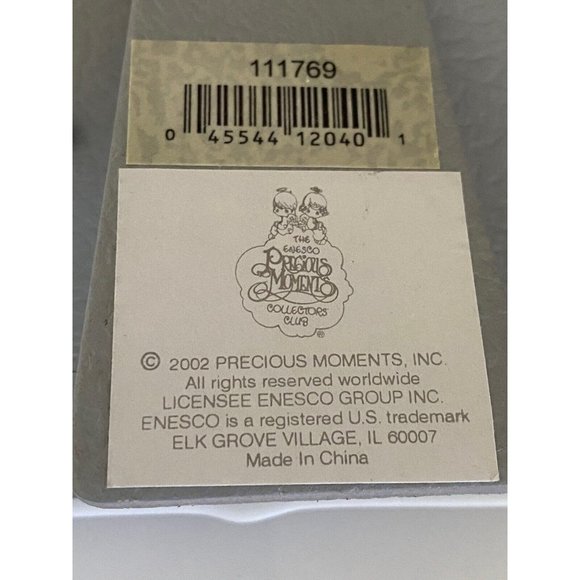 111769
0 45544 12040 1
THE
ENESCO
PRECIOUS
MOMENTS
COLLECTORS
CLUB
®
© 2002 PRECIOUS MOMENTS, INC.
All rights reserved worldwide
LICENSEE ENESCO GROUP INC.
ENESCO is a registered U.S. trademark
ELK GROVE VILLAGE, IL 60007
Made In China